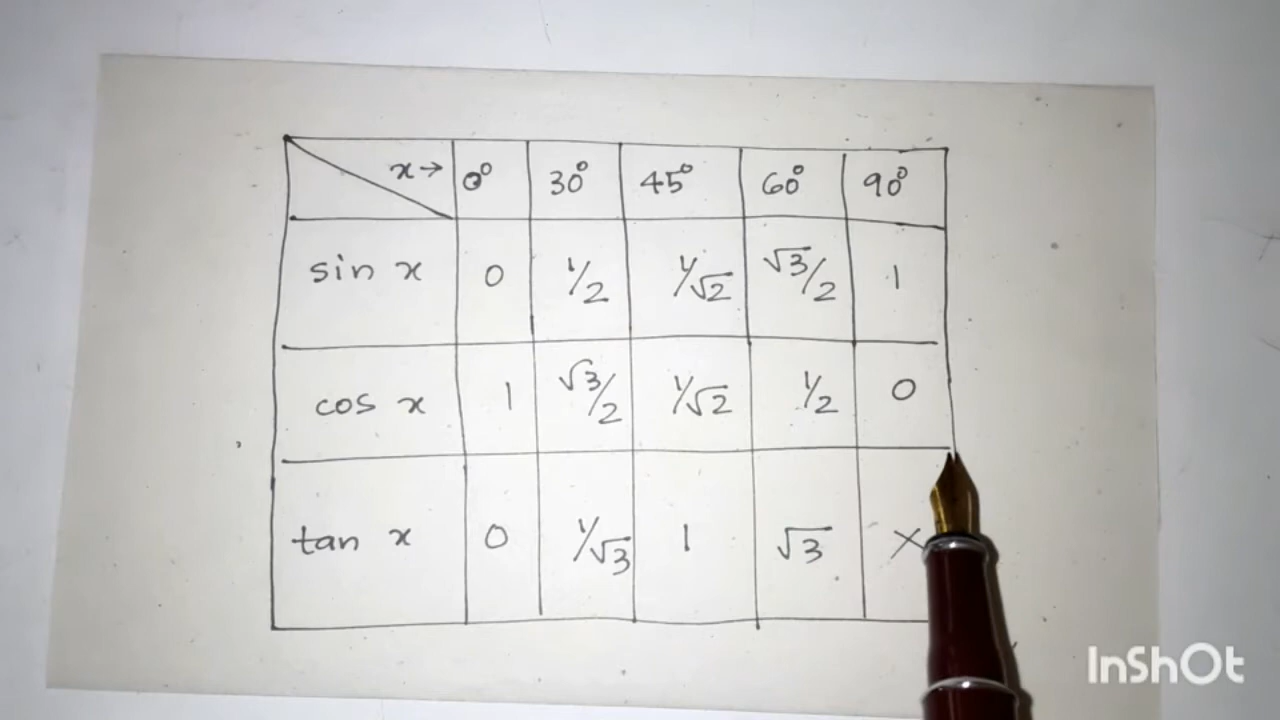 x→ 0° 30° 45° 60° 90°
sin x 0 1/2 1/√2 √3/2 1
cos x 1 √3/2 1/√2 1/2 0
tan x 0 1/√3 1 √3 ×
InShOt